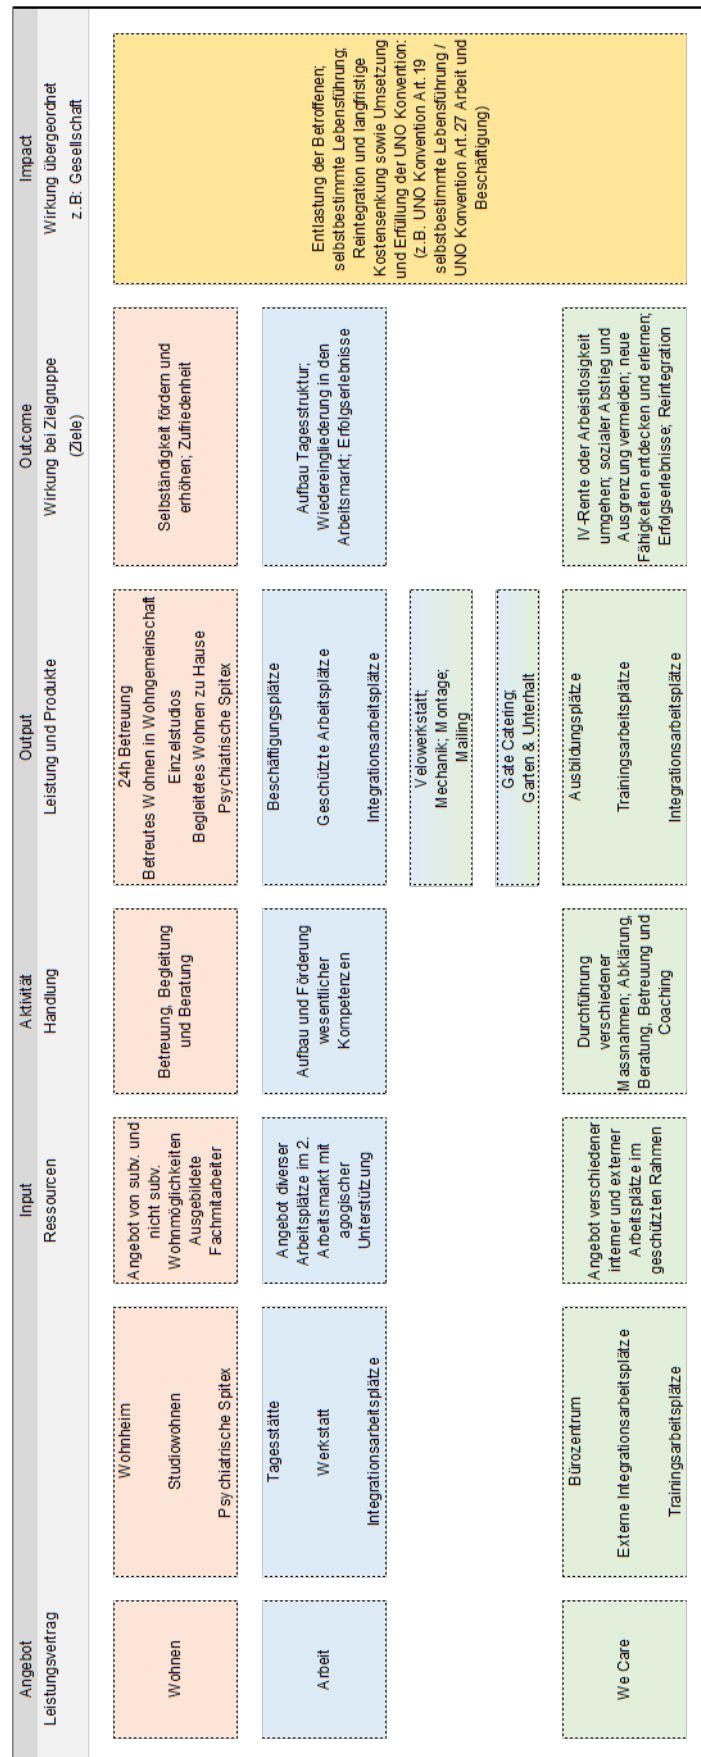 Angebot
Leistungsvertrag
Input
Ressourcen
Aktivität
Handlung
Output
Leistung und Produkte
Outcome
Wirkung bei Zielgruppe
(Ziele)
Impact
Wirkung übergeordnet
z.B: Gesellschaft
Wohnen
Wohnheim
Studiowohnen
Psychiatrische Spitex
Angebot von subv. und
nicht subv.
Wohnmöglichkeiten
Ausgebildete
Fachmitarbeiter
Betreuung, Begleitung
und Beratung
24h Betreuung
Betreutes Wohnen in Wohngemeinschaft
Einzelstudios
Begleitetes Wohnen zu Hause
Psychiatrische Spitex
Selbständigkeit fördern und
erhöhen; Zufriedenheit
Entlastung der Betroffenen;
selbstbestimmte Lebensführung;
Reintegration und langfristige
Kostensenkung sowie Umsetzung
und Erfüllung der UNO Konvention:
(z.B. UNO Konvention Art. 19
selbstbestimmte Lebensführung /
UNO Konvention Art.27 Arbeit und
Beschäftigung)
Arbeit
Tagesstätte
Werkstatt
Integrationsarbeitsplätze
Angebot diverser
Arbeitsplätze im 2.
Arbeitsmarkt mit
agogischer
Unterstützung
Aufbau und Förderung
wesentlicher
Kompetenzen
Beschäftigungsplätze
Geschützte Arbeitsplätze
Integrationsarbeitsplätze
Aufbau Tagesstruktur;
Wiedereingliederung in den
Arbeitsmarkt; Erfolgserlebnisse
Velowerkstatt;
Mechanik; Montage;
Mailing
Gate Catering;
Garten & Unterhalt
We Care
Bürozentrum
Externe Integrationsarbeitsplätze
Trainingsarbeitsplätze
Angebot verschiedener
interner und externer
Arbeitsplätze im
geschützten Rahmen
Durchführung
verschiedener
Massnahmen; Abklärung,
Beratung, Betreuung und
Coaching
Ausbildungsplätze
Trainingsarbeitsplätze
Integrationsarbeitsplätze
IV-Rente oder Arbeistlosigkeit
umgehen; sozialer Abstieg und
Ausgrenzung vermeiden; neue
Fähigkeiten entdecken und erlernen;
Erfolgserlebnisse; Reintegration